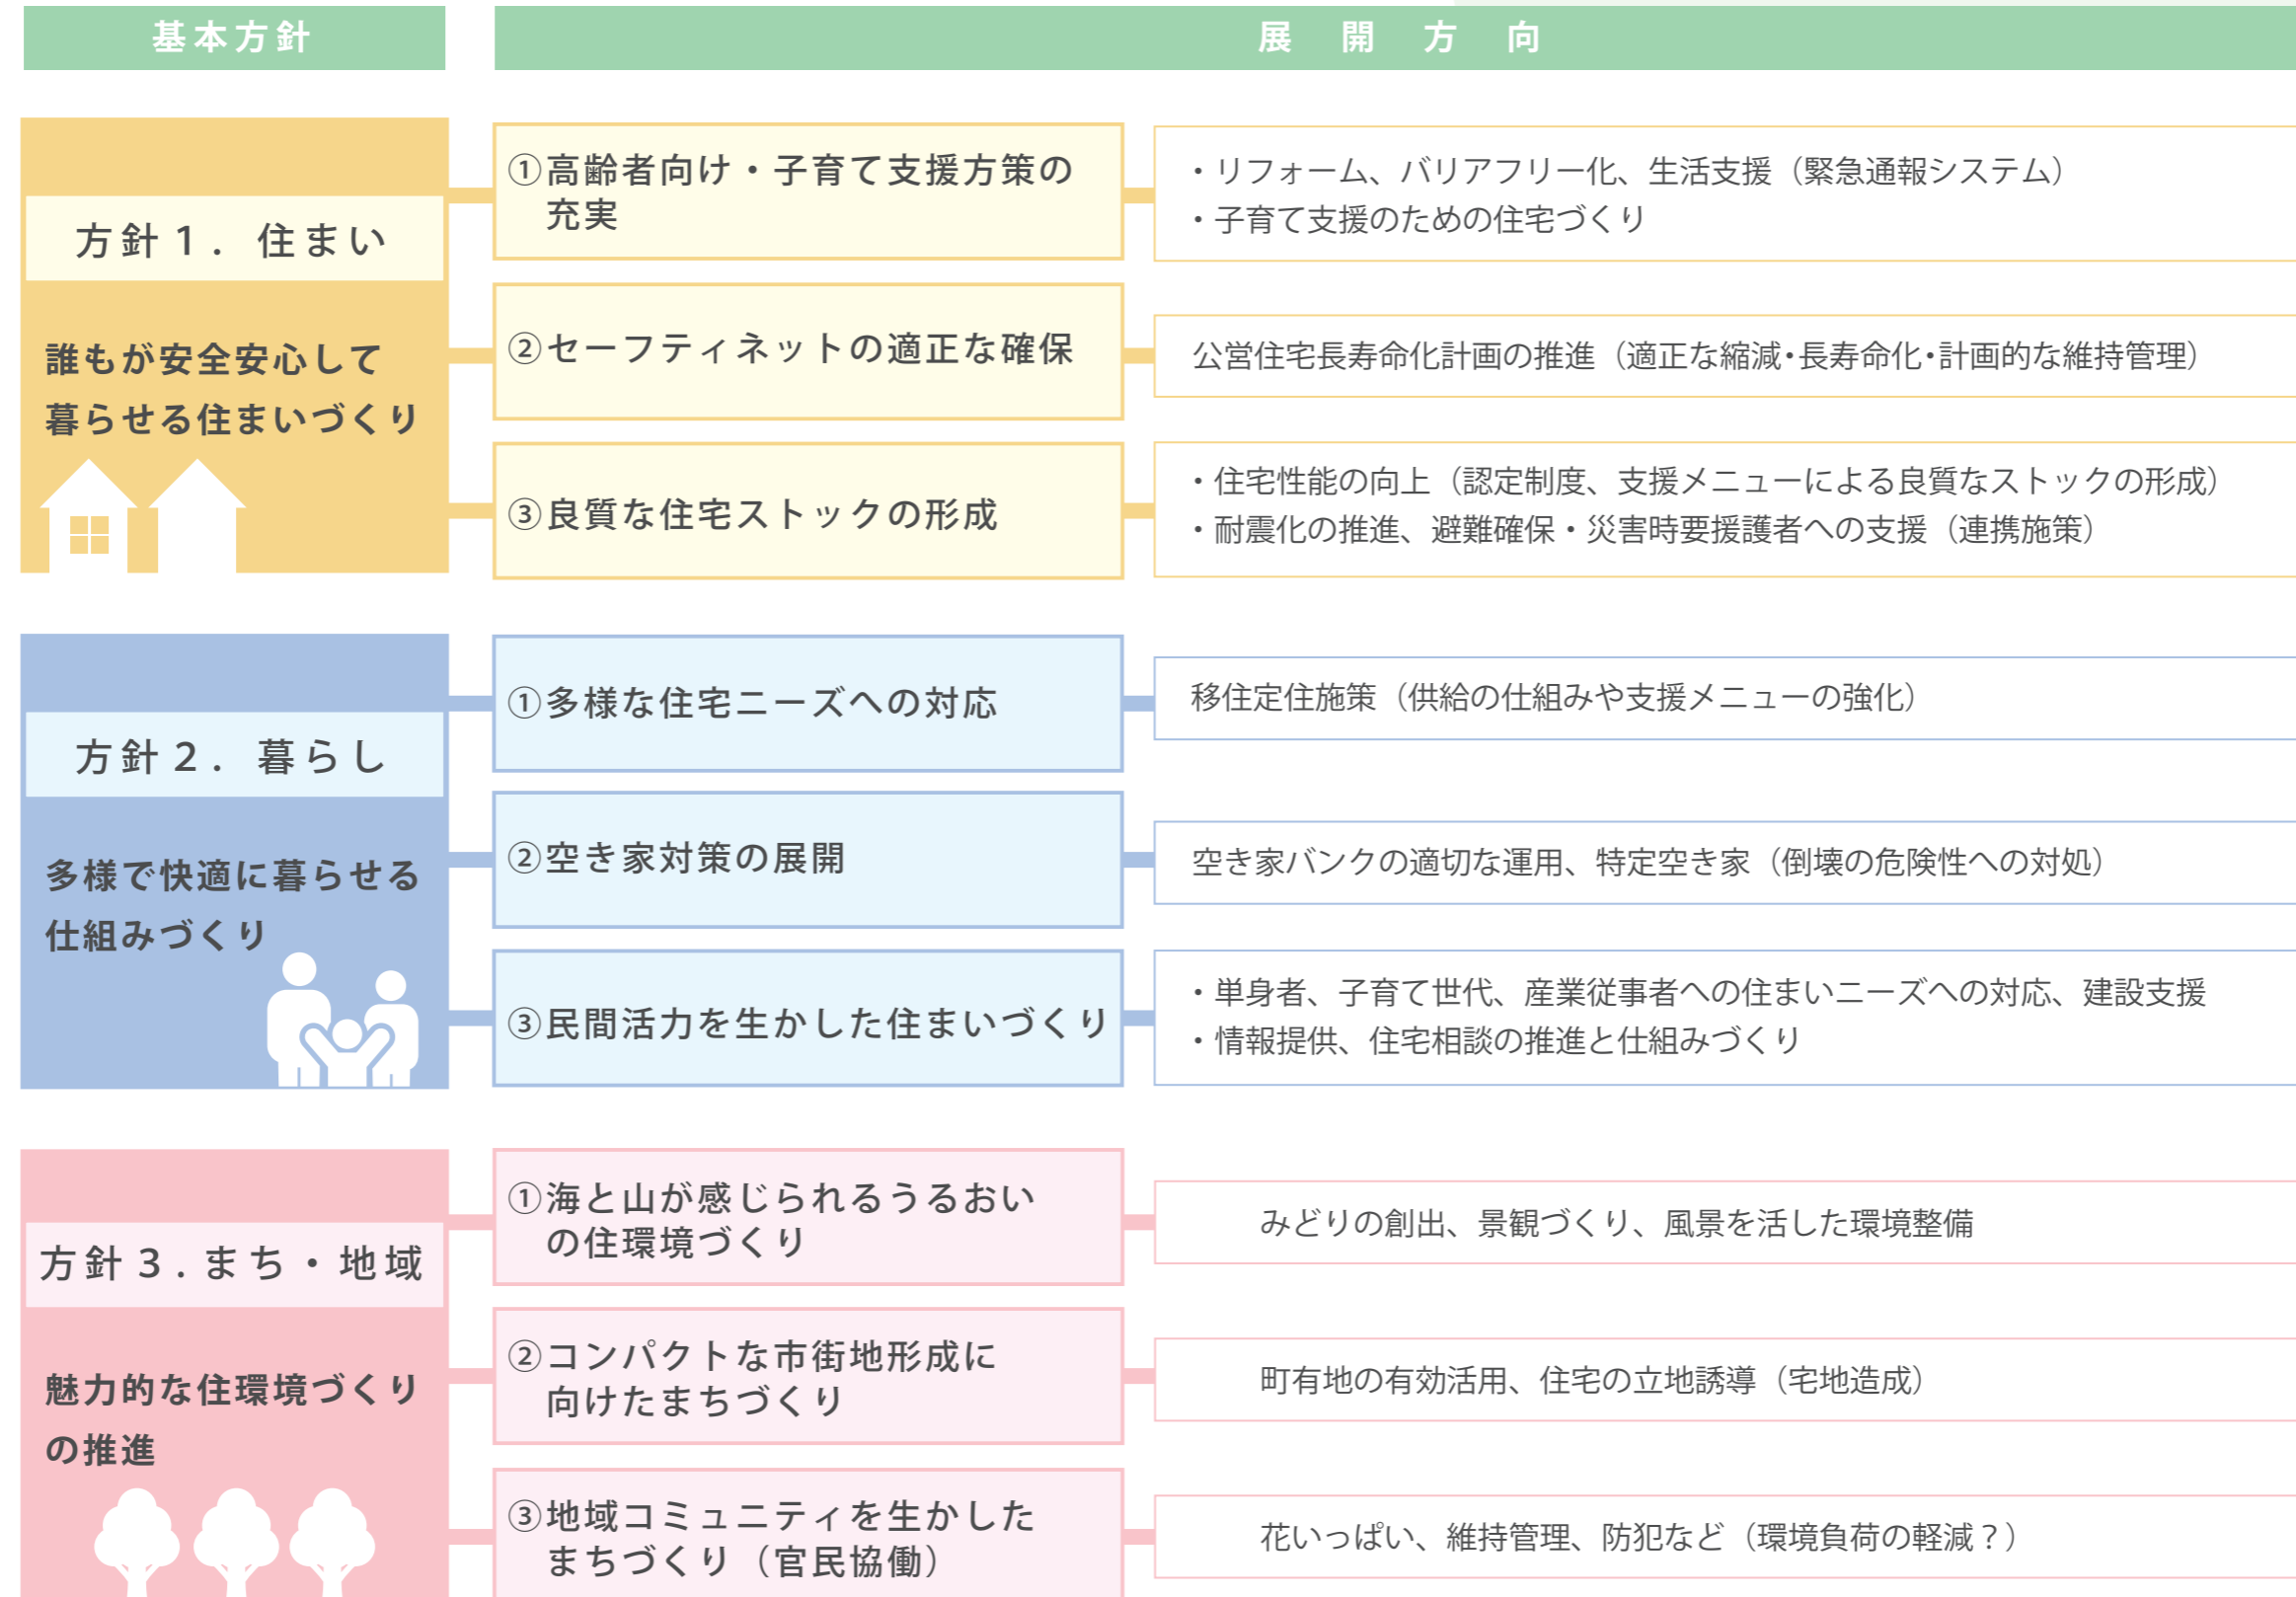 基本方針
展開方向
方針１．住まい
誰もが安全安心して
暮らせる住まいづくり
①高齢者向け・子育て支援方策の
充実
・リフォーム、バリアフリー化、生活支援（緊急通報システム）
・子育て支援のための住宅づくり
②セーフティネットの適正な確保
公営住宅長寿命化計画の推進（適正な縮減・長寿命化・計画的な維持管理）
③良質な住宅ストックの形成
・住宅性能の向上（認定制度、支援メニューによる良質なストックの形成）
・耐震化の推進、避難確保・災害時要援護者への支援（連携施策）
方針２．暮らし
多様で快適に暮らせる
仕組みづくり
①多様な住宅ニーズへの対応
移住定住施策（供給の仕組みや支援メニューの強化）
②空き家対策の展開
空き家バンクの適切な運用、特定空き家（倒壊の危険性への対処）
③民間活力を生かした住まいづくり
・単身者、子育て世代、産業従事者への住まいニーズへの対応、建設支援
・情報提供、住宅相談の推進と仕組みづくり
方針３．まち・地域
魅力的な住環境づくり
の推進
①海と山が感じられるうるおい
の住環境づくり
みどりの創出、景観づくり、風景を活した環境整備
②コンパクトな市街地形成に
向けたまちづくり
町有地の有効活用、住宅の立地誘導（宅地造成）
③地域コミュニティを生かした
まちづくり（官民協働）
花いっぱい、維持管理、防犯など（環境負荷の軽減？）